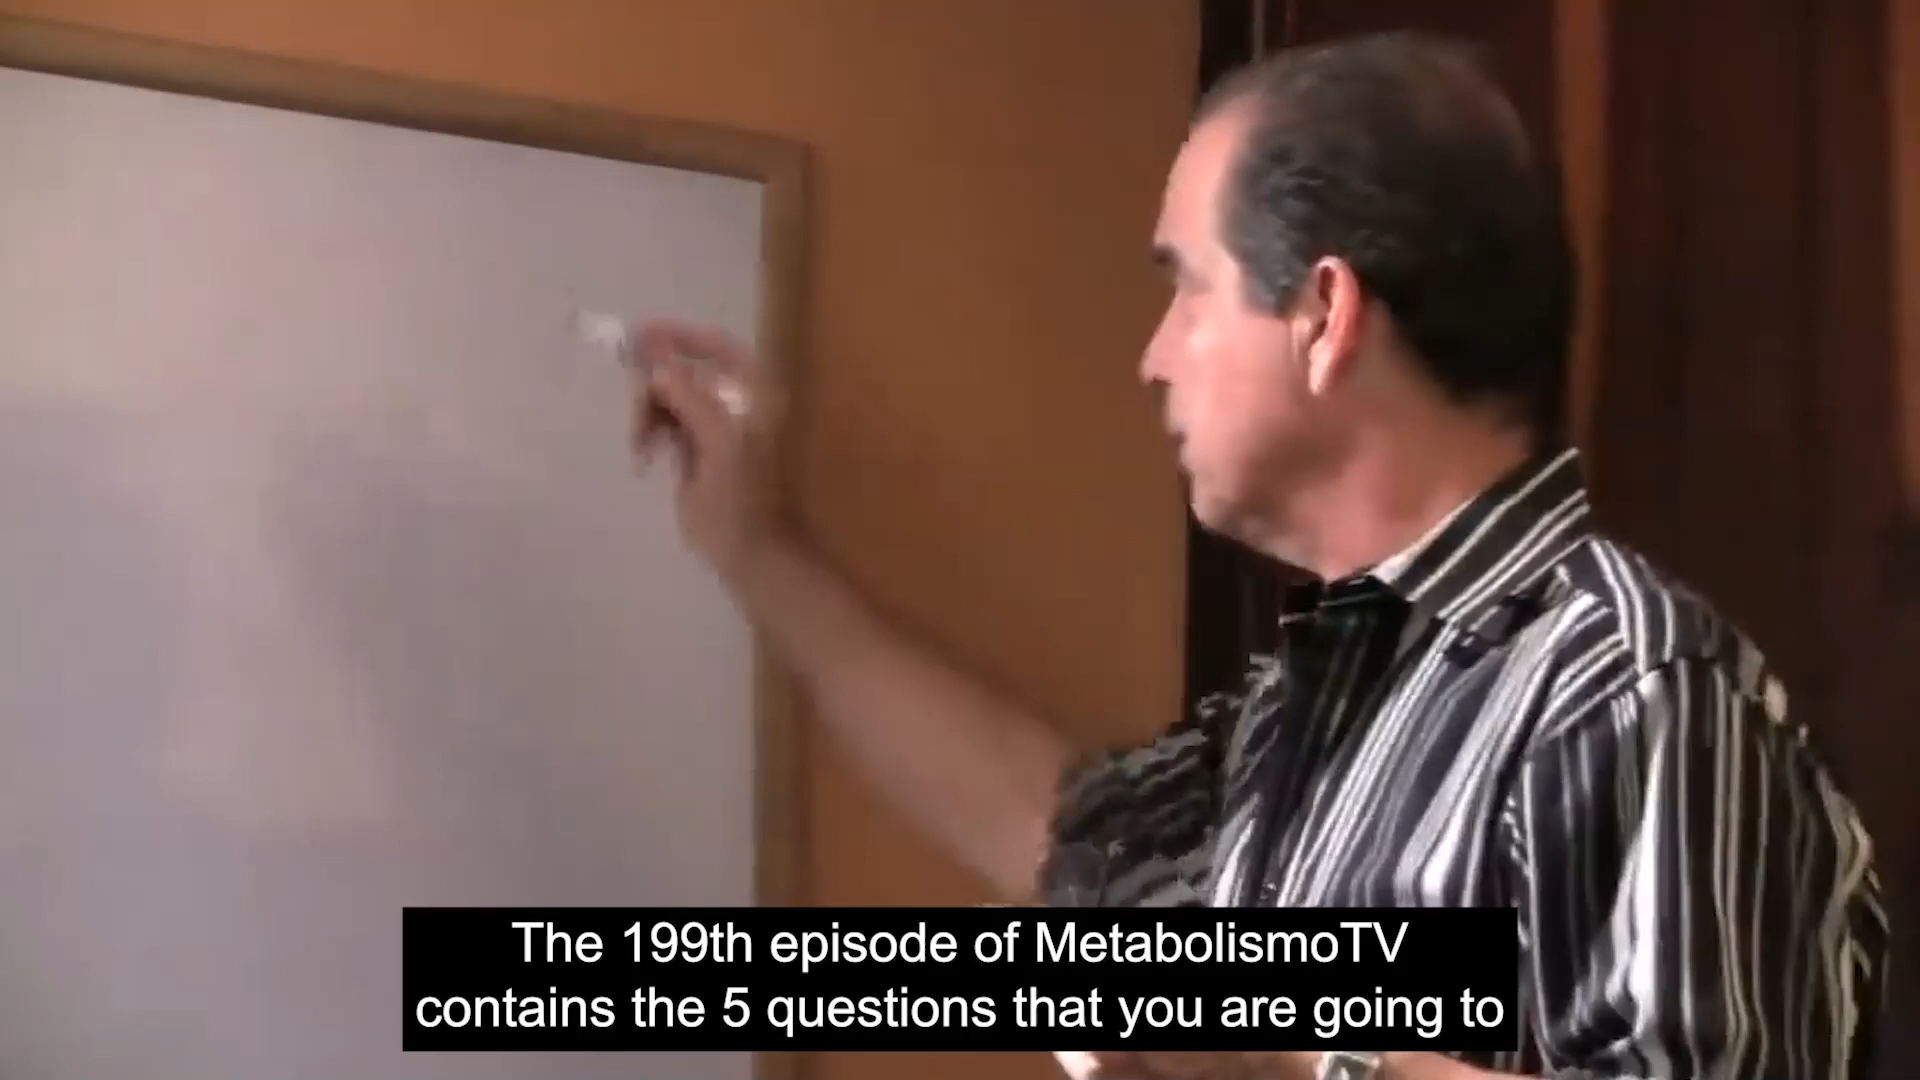 The 199th episode of MetabolismoTV
contains the 5 questions that you are going to